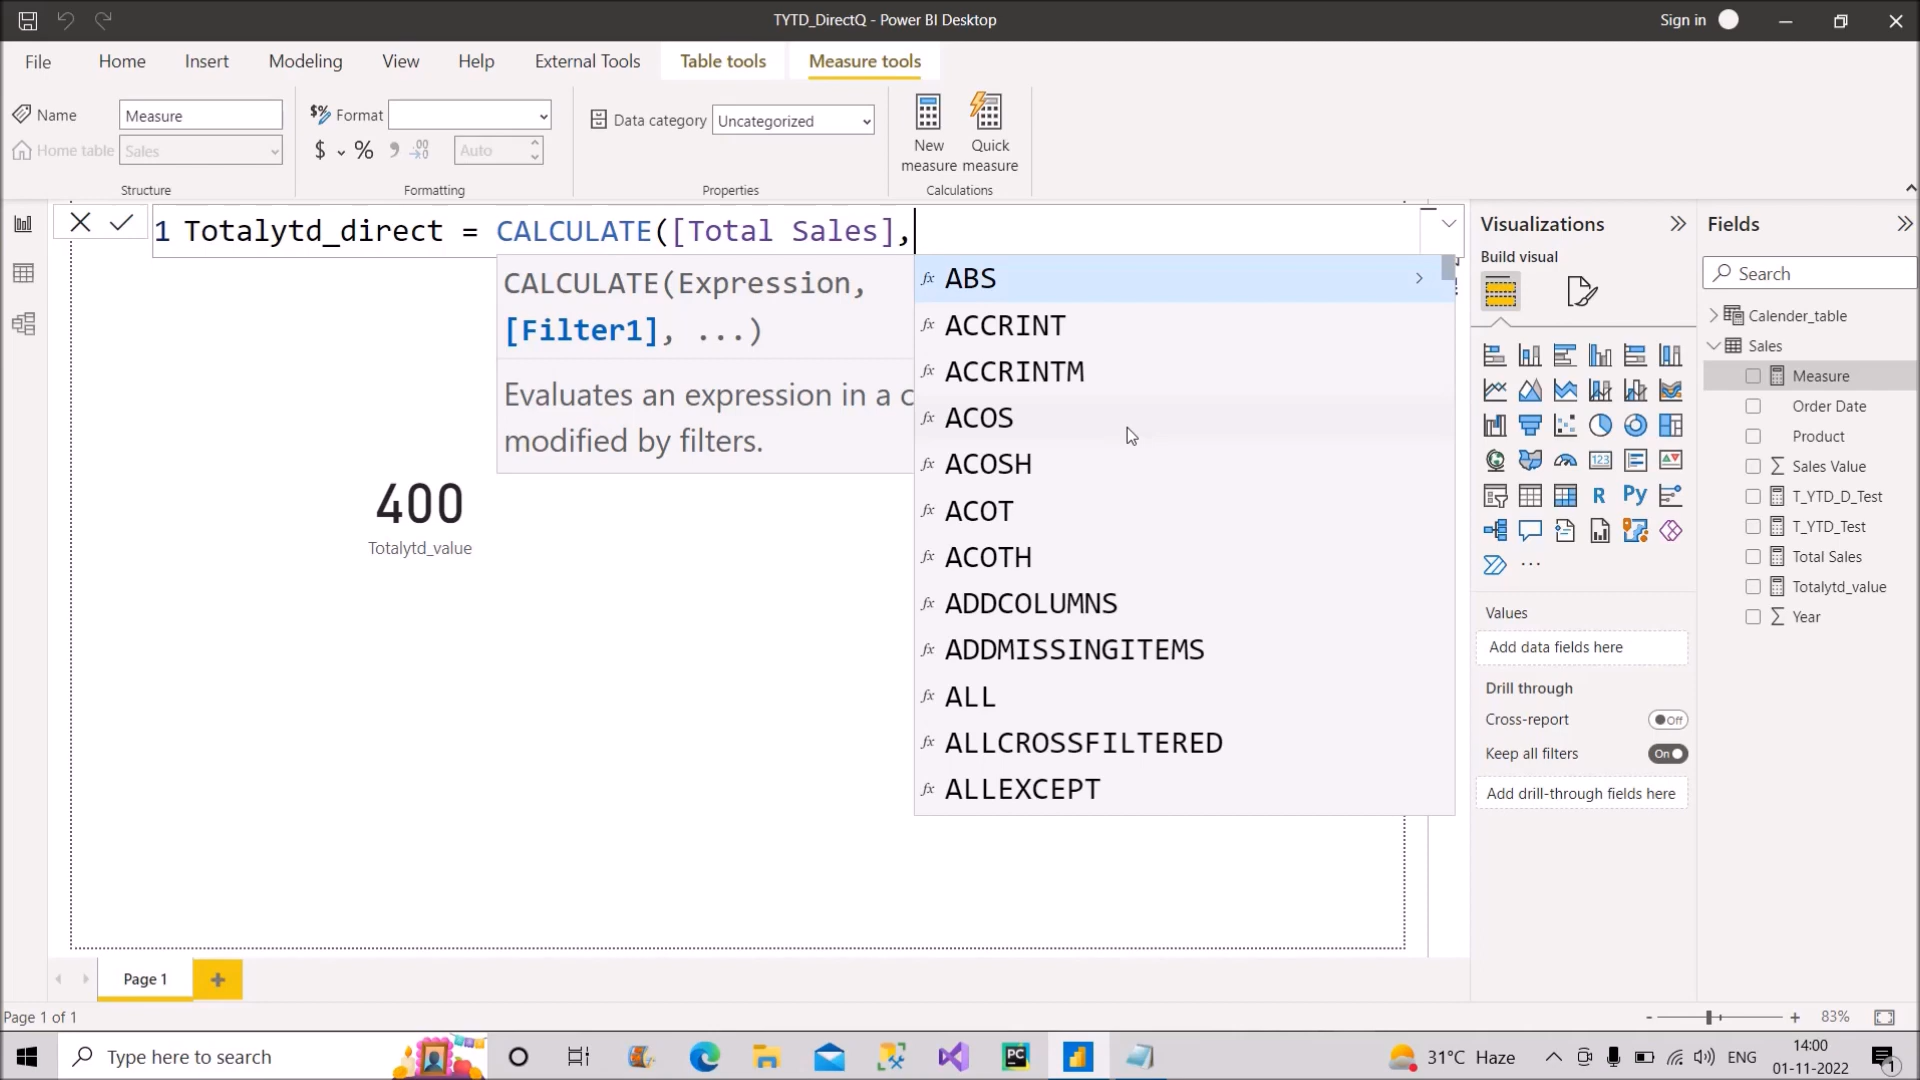 TYTD_DirectQ - Power BI Desktop
Sign in
File Home Insert Modeling View Help External Tools Table tools Measure tools
Name Measure
Home table Sales
Structure
Format
$ % Auto
Formatting
Data category Uncategorized
Properties
New measure
Quick measure
Calculations
1 Totalytd_direct = CALCULATE([Total Sales],
CALCULATE(Expression,
[Filter1], ...)
Evaluates an expression in a c
modified by filters.
ABS
ACCRINT
ACCRINTM
ACOS
ACOSH
ACOT
ACOTH
ADDCOLUMNS
ADDMISSINGITEMS
ALL
ALLCROSSFILTERED
ALLEXCEPT
400
Totalytd_value
Visualizations
Build visual
123
R Py
...
Values
Add data fields here
Drill through
Cross-report Off
Keep all filters On
Add drill-through fields here
Fields
Search
Calender_table
Sales
Measure
Order Date
Product
Sales Value
T_YTD_D_Test
T_YTD_Test
Total Sales
Totalytd_value
Year
Page 1
Page 1 of 1
- + 83%
Type here to search
PC
31°C Haze
ENG
14:00
01-11-2022
1